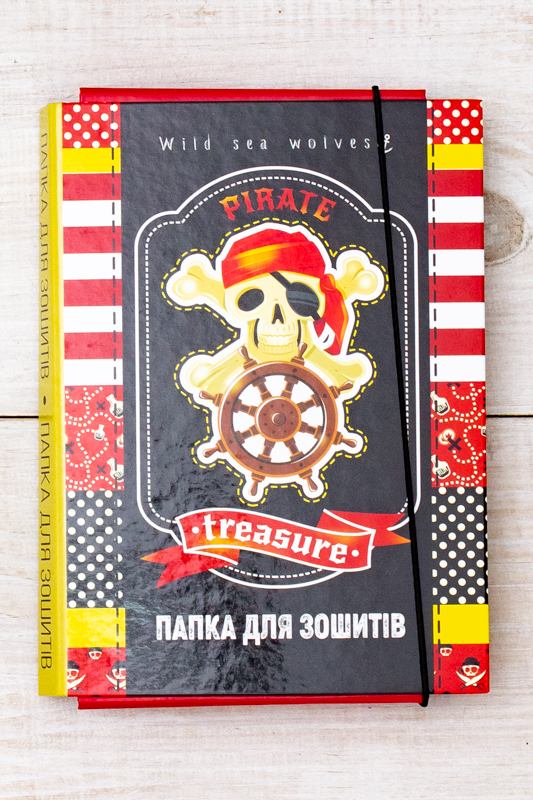 Wild sea wolves
PIRATE
·treasure·
ПАПКА ДЛЯ ЗОШИТІВ
ПАПКА ДЛЯ ЗОШИТІВ • ПАПКА ДЛЯ ЗОШИТІВ